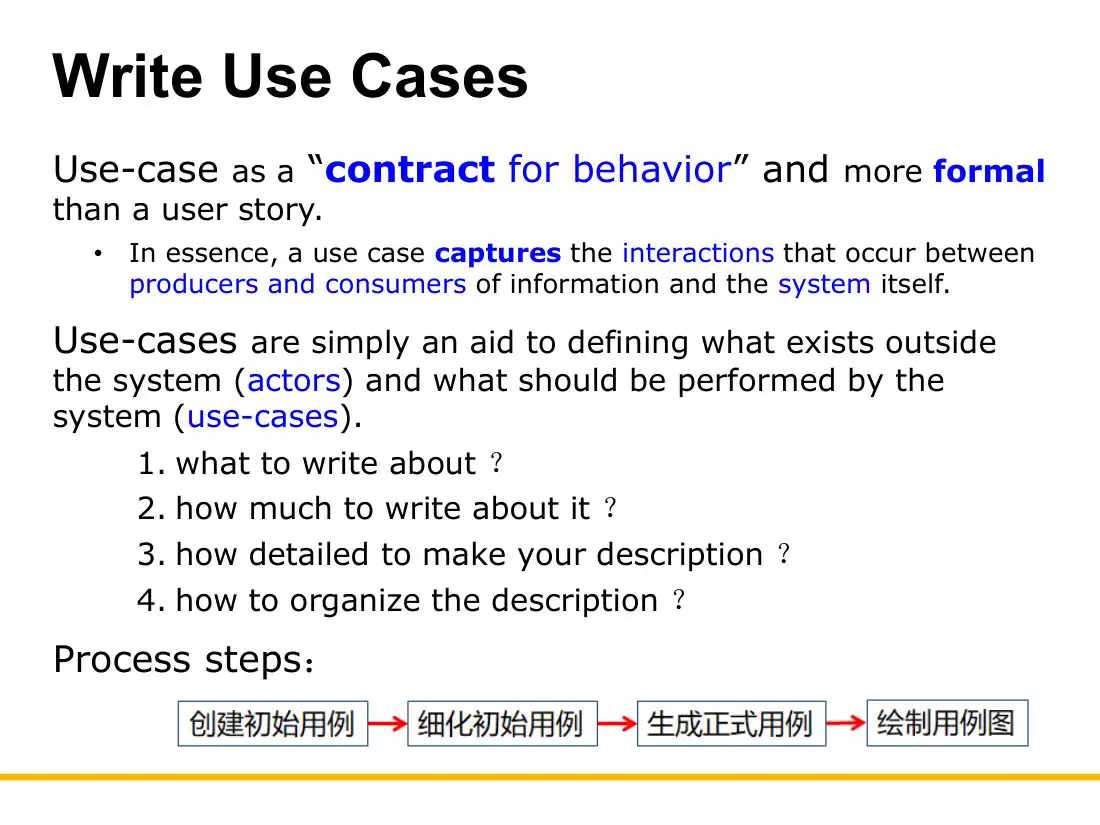 Write Use Cases
Use-case as a “contract for behavior” and more formal
than a user story.
• In essence, a use case captures the interactions that occur between
producers and consumers of information and the system itself.
Use-cases are simply an aid to defining what exists outside
the system (actors) and what should be performed by the
system (use-cases).
1. what to write about ？
2. how much to write about it ？
3. how detailed to make your description ？
4. how to organize the description ？
Process steps：
创建初始用例 细化初始用例 生成正式用例 绘制用例图